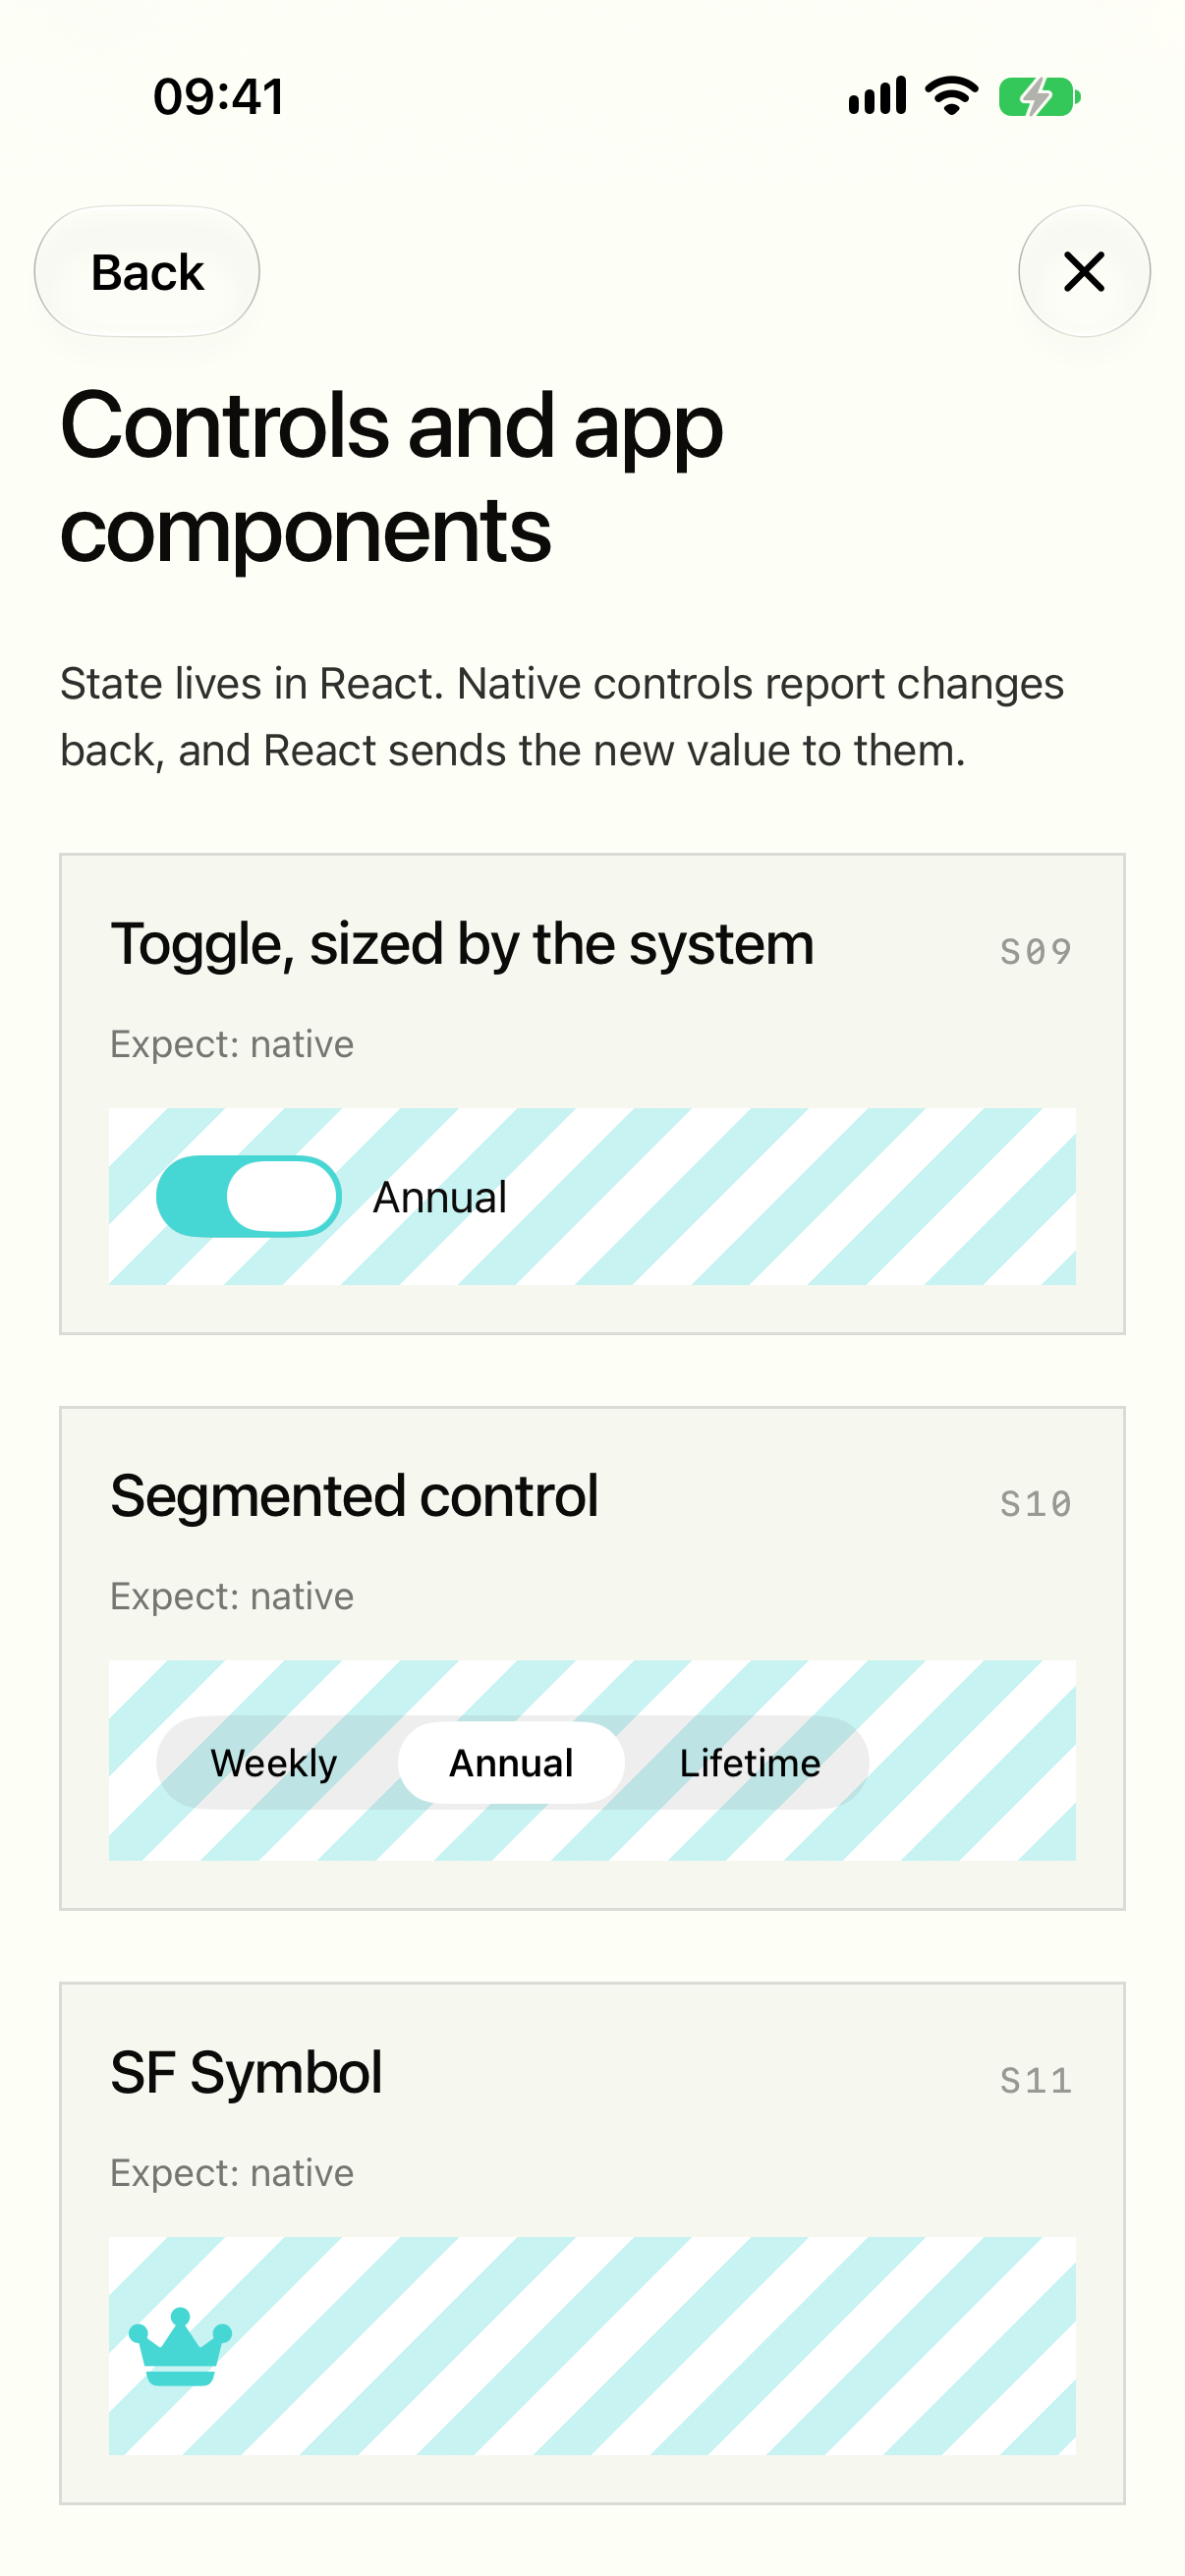 09:41
Back
Controls and app
components
State lives in React. Native controls report changes
back, and React sends the new value to them.
Toggle, sized by the system
S09
Expect: native
Annual
Segmented control
S10
Expect: native
Weekly
Annual
Lifetime
SF Symbol
S11
Expect: native